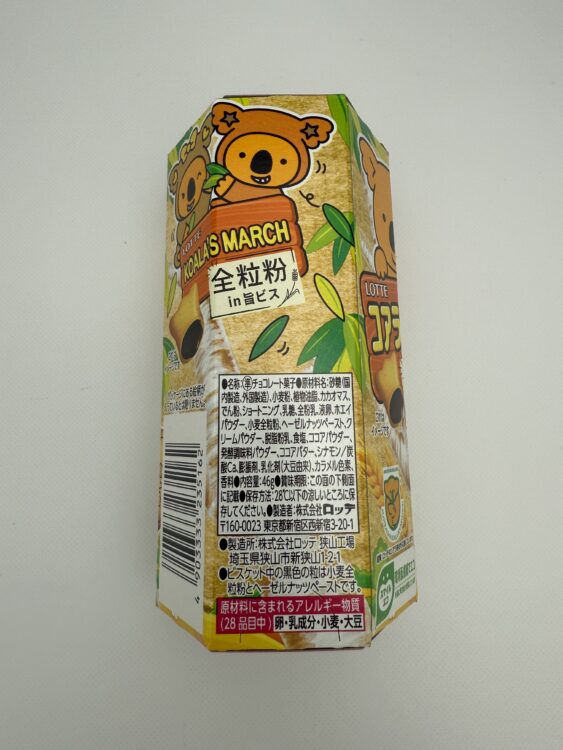 LOTTE
KOALA'S MARCH
全粒粉
in旨ビス
●名称:準チョコレート菓子●原材料名:砂糖(国
内製造、外国製造)、小麦粉、植物油脂、カカオマス、
でん粉、ショートニング、乳糖、全粉乳、液卵、ホエイ
パウダー、小麦全粒粉、ヘーゼルナッツペースト、ク
リームパウダー、脱脂粉乳、食塩、ココアパウダー、
発酵調味料パウダー、ココアバター、シナモン/炭
酸Ca、膨脹剤、乳化剤(大豆由来)、カラメル色素、
香料●内容量:46g●賞味期限:この面の下側面
に記載●保存方法:28℃以下の涼しいところに保
存してください。●製造者:株式会社ロッテ
〒160-0023 東京都新宿区西新宿3-20-1
●製造所:株式会社ロッテ 狭山工場
埼玉県狭山市新狭山1-2-1
●ビスケット中の黒色の粒は小麦全
粒粉とヘーゼルナッツペーストです。
原材料に含まれるアレルギー物質
(28品目中) 卵・乳成分・小麦・大豆
4903333235162
LOTTE
コアラ
スマイル
エコ